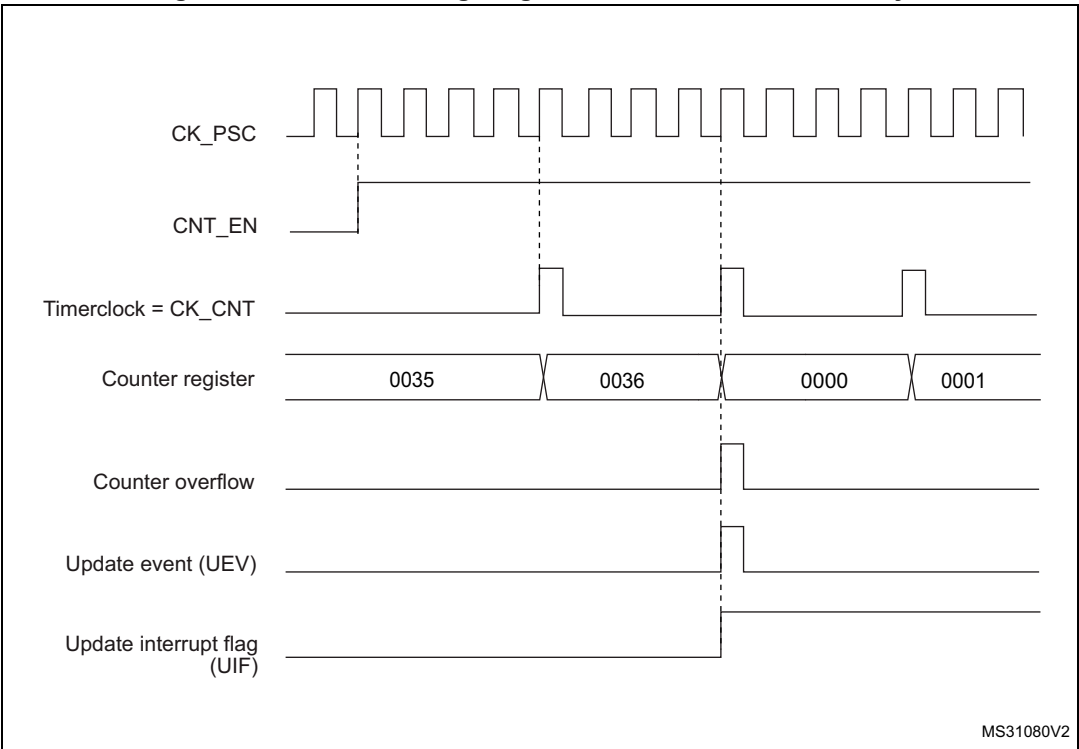 CK_PSC
CNT_EN
Timerclock = CK_CNT
Counter register 0035 0036 0000 0001
Counter overflow
Update event (UEV)
Update interrupt flag
(UIF)
MS31080V2